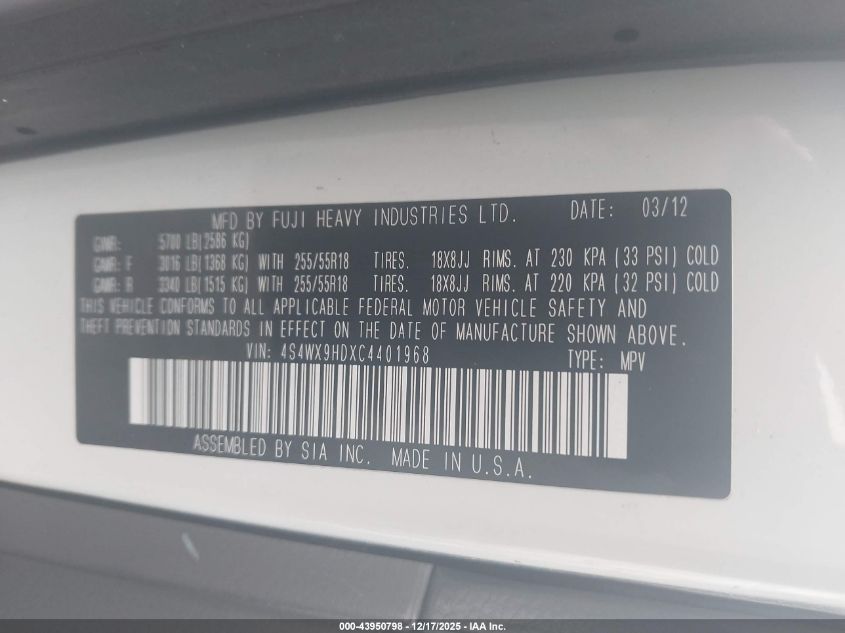 MFD BY FUJI HEAVY INDUSTRIES LTD. DATE: 03/12
GVWR: 5700 LB(2586 KG)
GAWR: F 3016 LB(1368 KG) WITH 255/55R18 TIRES. 18X8JJ RIMS. AT 230 KPA (33 PSI) COLD
GAWR: R 3340 LB(1515 KG) WITH 255/55R18 TIRES. 18X8JJ RIMS. AT 220 KPA (32 PSI) COLD
THIS VEHICLE CONFORMS TO ALL APPLICABLE FEDERAL MOTOR VEHICLE SAFETY AND
THEFT PREVENTION STANDARDS IN EFFECT ON THE DATE OF MANUFACTURE SHOWN ABOVE.
VIN: 4S4WX9HDXC4401968 TYPE: MPV
ASSEMBLED BY SIA INC. MADE IN U.S.A.
000-43950798 - 12/17/2025 - IAA Inc.